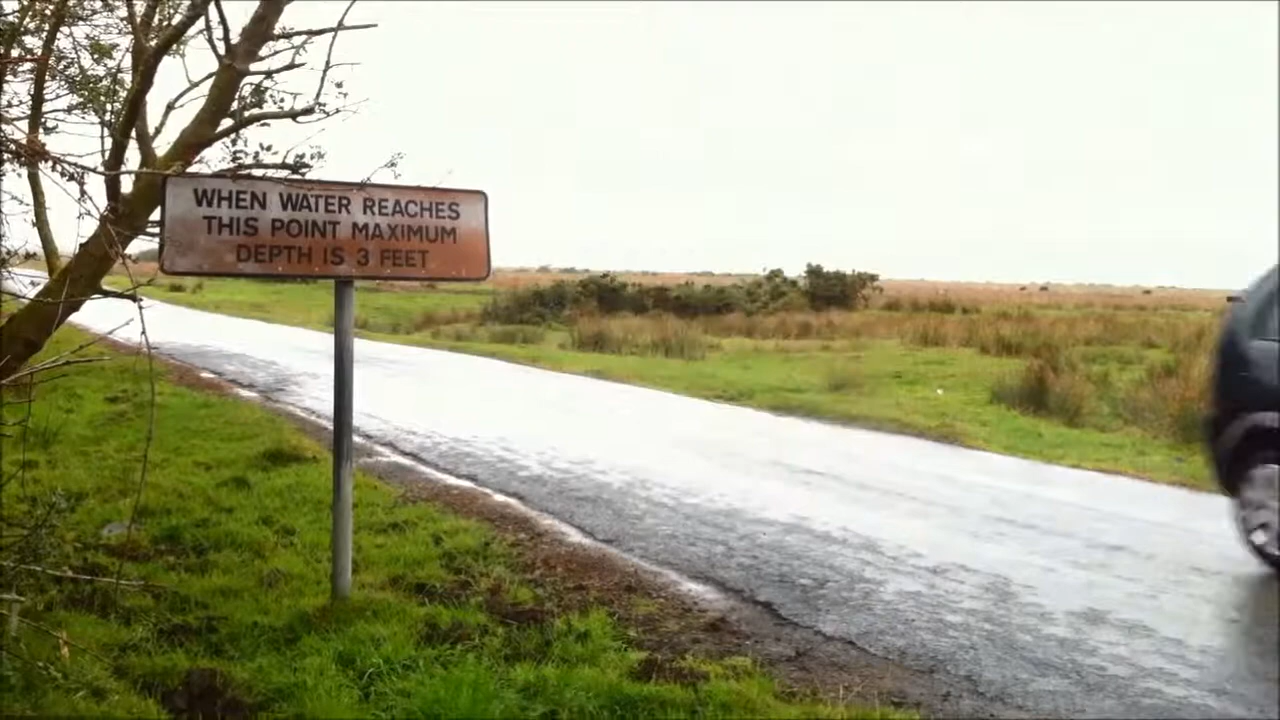 WHEN WATER REACHES
THIS POINT MAXIMUM
DEPTH IS 3 FEET